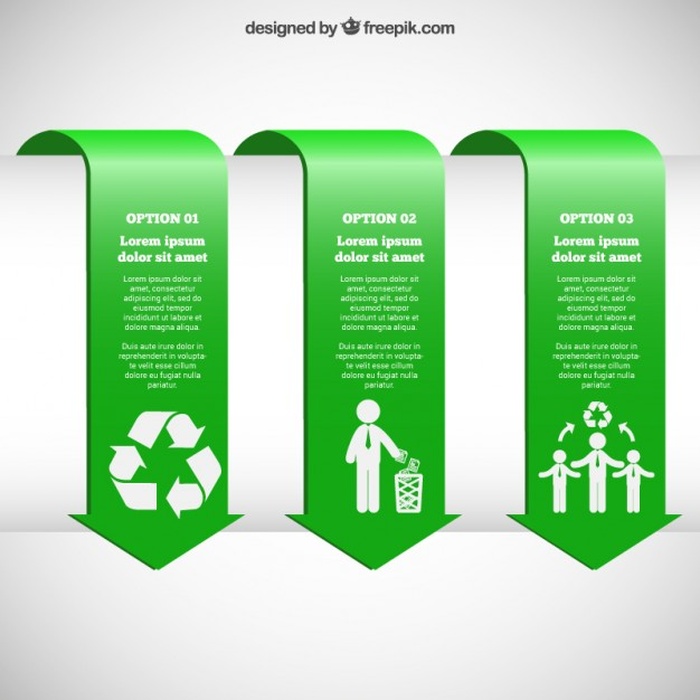 designed by freepik.com
OPTION 01
Lorem ipsum
dolor sit amet
Lorem ipsum dolor sit
amet, consectetur
adipiscing elit, sed do
eiusmod tempor
incididunt ut labore et
dolore magna aliqua.
Duis aute irure dolor in
reprehenderit in volupta-
te velit esse cillum
dolore eu fugiat nulla
pariatur.
OPTION 02
Lorem ipsum
dolor sit amet
Lorem ipsum dolor sit
amet, consectetur
adipiscing elit, sed do
eiusmod tempor
incididunt ut labore et
dolore magna aliqua.
Duis aute irure dolor in
reprehenderit in volupta-
te velit esse cillum
dolore eu fugiat nulla
pariatur.
OPTION 03
Lorem ipsum
dolor sit amet
Lorem ipsum dolor sit
amet, consectetur
adipiscing elit, sed do
eiusmod tempor
incididunt ut labore et
dolore magna aliqua.
Duis aute irure dolor in
reprehenderit in volupta-
te velit esse cillum
dolore eu fugiat nulla
pariatur.